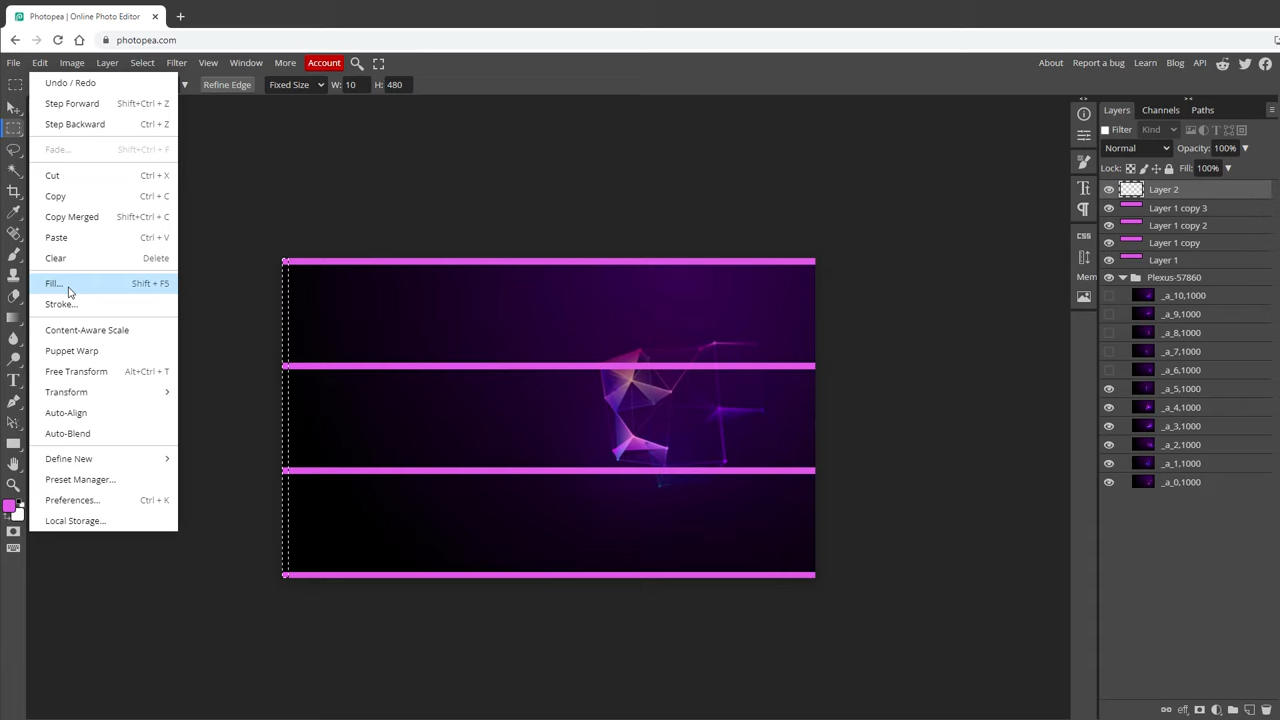 Photopea | Online Photo Editor
photopea.com
File Edit Image Layer Select Filter View Window More Account
About Report a bug Learn Blog API
Refine Edge Fixed Size W: 10 H: 480
Undo / Redo
Step Forward Shift+Ctrl + Z
Step Backward Ctrl + Z
Fade... Shift+Ctrl + F
Cut Ctrl + X
Copy Ctrl + C
Copy Merged Shift+Ctrl + C
Paste Ctrl + V
Clear Delete
Fill... Shift + F5
Stroke...
Content-Aware Scale
Puppet Warp
Free Transform Alt+Ctrl + T
Transform
Auto-Align
Auto-Blend
Define New
Preset Manager...
Preferences... Ctrl + K
Local Storage...
CSS
Mem
Layers Channels Paths
Filter Kind
Normal Opacity: 100%
Lock: Fill: 100%
Layer 2
Layer 1 copy 3
Layer 1 copy 2
Layer 1 copy
Layer 1
Plexus-57860
_a_10,1000
_a_9,1000
_a_8,1000
_a_7,1000
_a_6,1000
_a_5,1000
_a_4,1000
_a_3,1000
_a_2,1000
_a_1,1000
_a_0,1000
eff